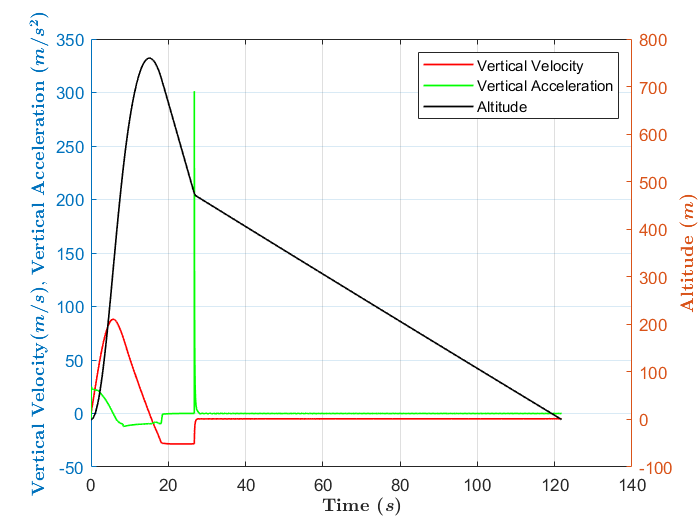 Vertical Velocity(m/s), Vertical Acceleration (m/s²)
350
300
250
200
150
100
50
0
-50
Vertical Velocity
Vertical Acceleration
Altitude
800
700
600
500
400
300
200
100
0
-100
Altitude (m)
0 20 40 60 80 100 120 140
Time (s)